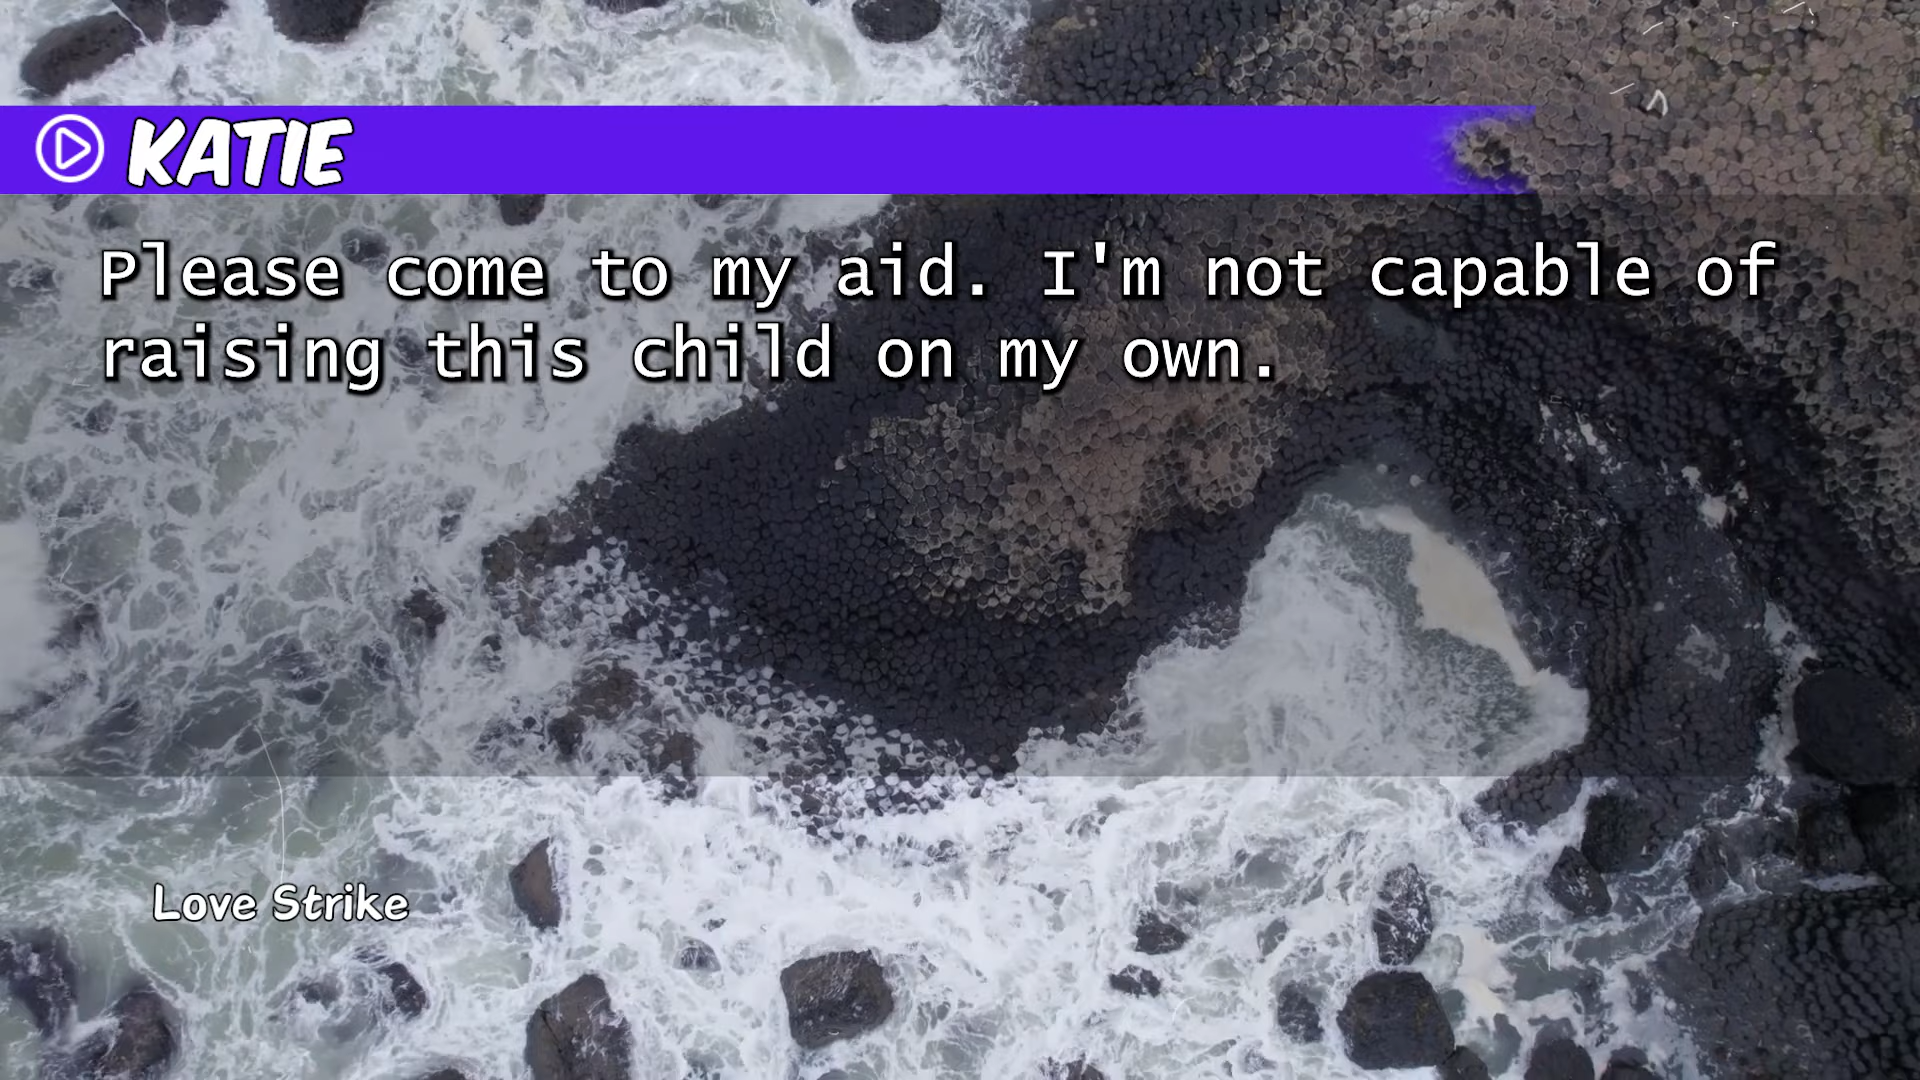 KATIE
Please come to my aid. I'm not capable of
raising this child on my own.
Love Strike